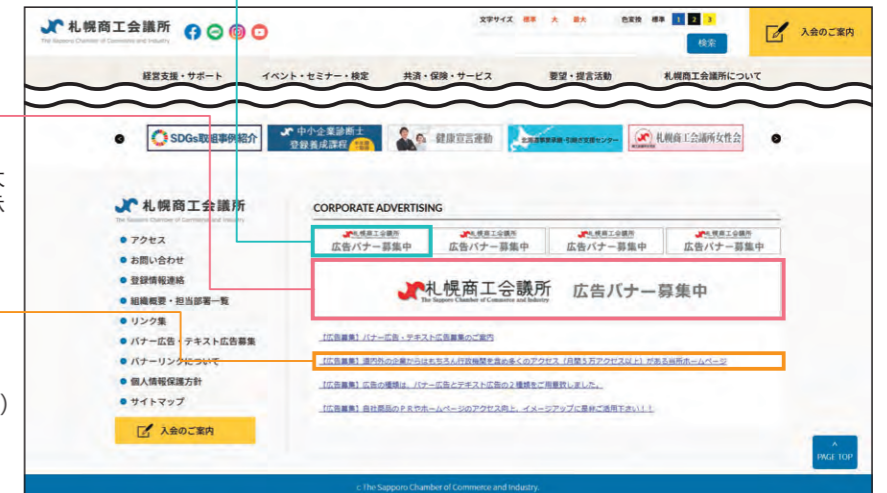 札幌商工会議所
The Sapporo Chamber of Commerce and Industry
文字サイズ 標準 大 最大 色変換 標準 1 2 3
検索
入会のご案内
経営支援・サポート イベント・セミナー・検定 共済・保険・サービス 要望・提言活動 札幌商工会議所について
SDGs取組事例紹介
中小企業診断士
登録養成課程
健康宣言運動
北海道事業承継・引継ぎ支援センター
札幌商工会議所女性会
札幌商工会議所
The Sapporo Chamber of Commerce and Industry
アクセス
お問い合わせ
登録情報連絡
組織概要・担当部署一覧
リンク集
バナー広告・テキスト広告募集
バナーリンクについて
個人情報保護方針
サイトマップ
入会のご案内
CORPORATE ADVERTISING
札幌商工会議所 札幌商工会議所 札幌商工会議所 札幌商工会議所
広告バナー募集中 広告バナー募集中 広告バナー募集中 広告バナー募集中
札幌商工会議所 広告バナー募集中
The Sapporo Chamber of Commerce and Industry
【広告募集】バナー広告・テキスト広告募集のご案内
【広告募集】道内外の企業からはもちろん行政機関を含め多くのアクセス（月間5万アクセス以上）がある当所ホームページ
【広告募集】広告の種類は、バナー広告とテキスト広告の2種類をご用意致しました。
【広告募集】自社商品のPRやホームページのアクセス向上、イメージアップに是非ご活用下さい！！
PAGE TOP
c The Sapporo Chamber of Commerce and Industry.